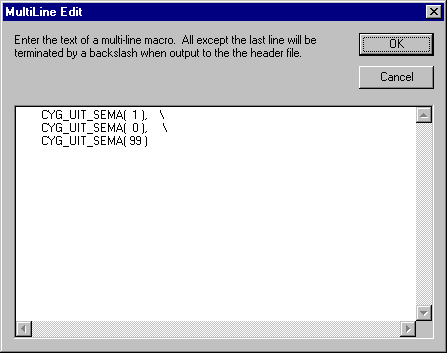 MultiLine Edit
Enter the text of a multi-line macro. All except the last line will be
terminated by a backslash when output to the the header file.
OK
Cancel
CYG_UIT_SEMA( 1 ), \
CYG_UIT_SEMA( 0 ), \
CYG_UIT_SEMA( 99 )